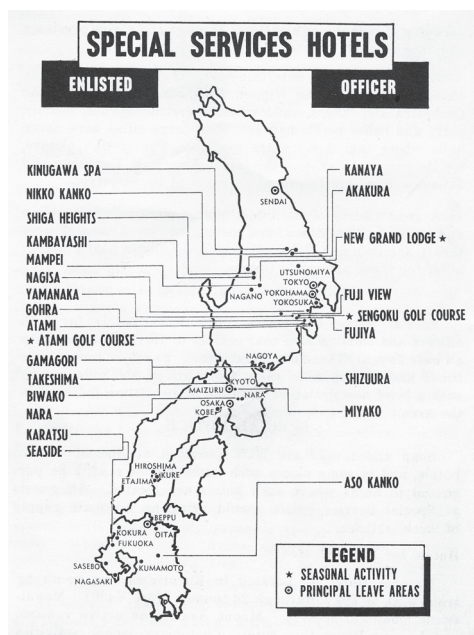 SPECIAL SERVICES HOTELS
ENLISTED
OFFICER
KINUGAWA SPA
NIKKO KANKO
SHIGA HEIGHTS
KAMBAYASHI
MAMPEI
NAGISA
YAMANAKA
GOHRA
ATAMI
★ ATAMI GOLF COURSE
GAMAGORI
TAKESHIMA
BIWAKO
NARA
KARATSU
SEASIDE
KANAYA
AKAKURA
NEW GRAND LODGE ★
FUJI VIEW
★ SENGOKU GOLF COURSE
FUJIYA
SHIZUURA
MIYAKO
ASO KANKO
SENDAI
UTSUNOMIYA
TOKYO
YOKOHAMA
YOKOSUKA
NAGANO
NAGOYA
KYOTO
MAIZURU
NARA
OSAKA
KOBE
HIROSHIMA
KURE
ETAJIMA
BEPPU
OITA
KOKURA
FUKUOKA
SASEBO
KUMAMOTO
NAGASAKI
LEGEND
★ SEASONAL ACTIVITY
◎ PRINCIPAL LEAVE AREAS